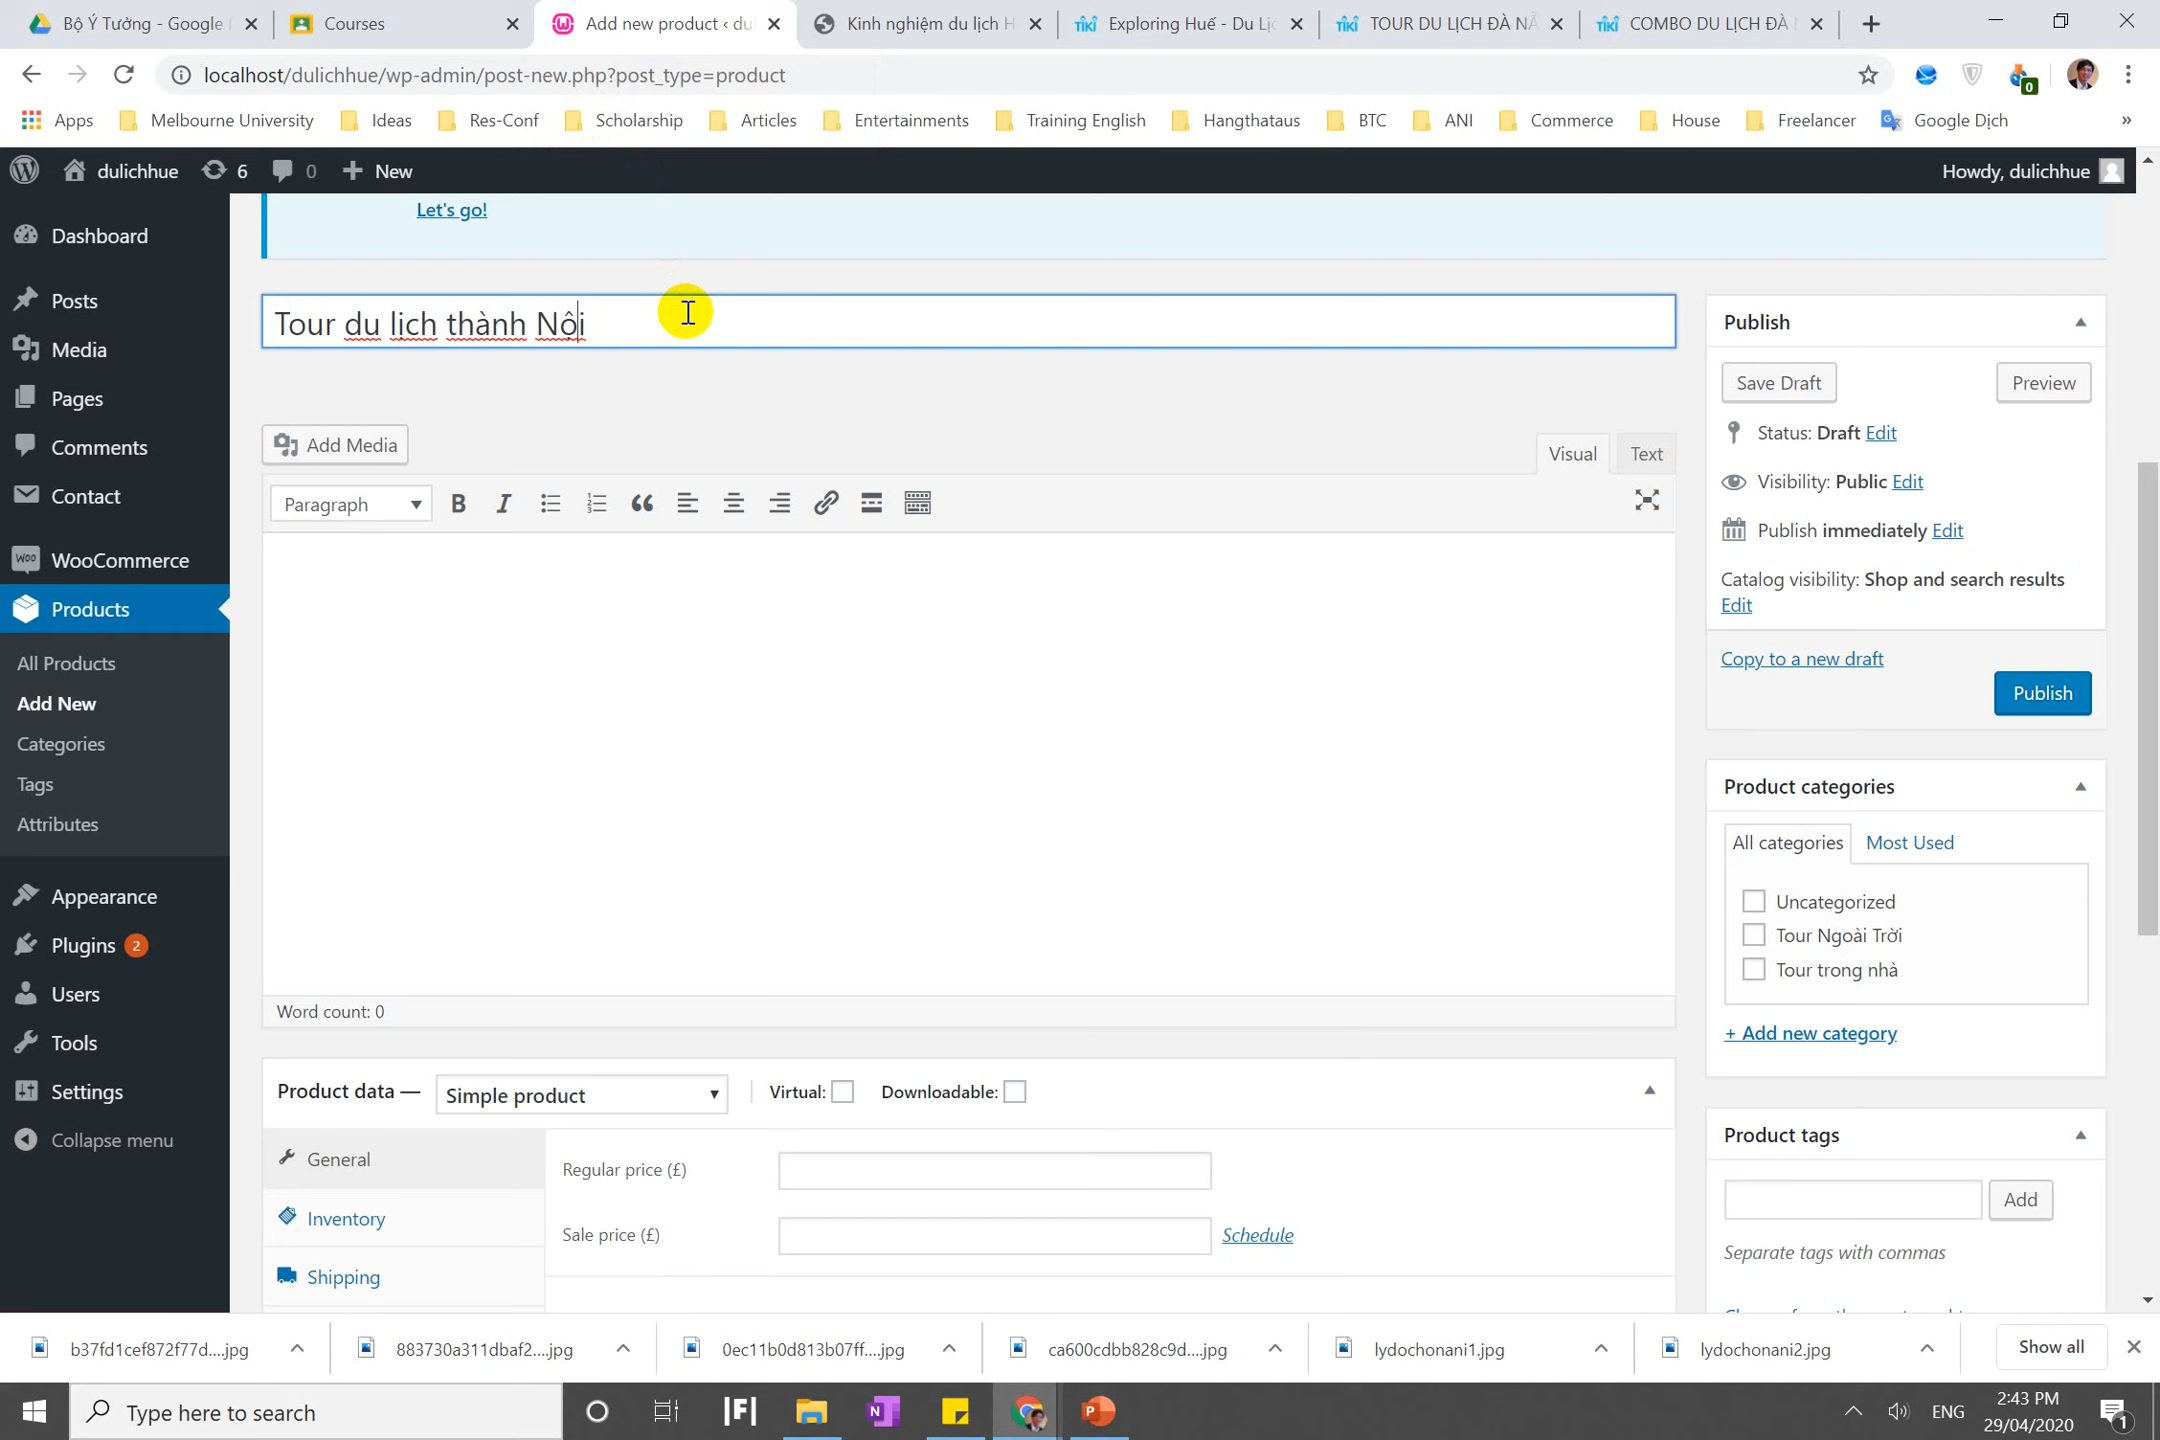 Bộ Ý Tưởng - Google
Courses
Add new product ‹ du
Kinh nghiệm du lịch H
Exploring Huế - Du Lịc
TOUR DU LỊCH ĐÀ NẴ
COMBO DU LỊCH ĐÀ
localhost/dulichhue/wp-admin/post-new.php?post_type=product
0
Apps
Melbourne University
Ideas
Res-Conf
Scholarship
Articles
Entertainments
Training English
Hangthataus
BTC
ANI
Commerce
House
Freelancer
Google Dịch
»
dulichhue
6
0
New
Howdy, dulichhue
Dashboard
Posts
Media
Pages
Comments
Contact
WooCommerce
Products
All Products
Add New
Categories
Tags
Attributes
Appearance
Plugins 2
Users
Tools
Settings
Collapse menu
Let's go!
Tour du lịch thành Nội
Add Media
Visual
Text
Paragraph
Word count: 0
Product data — Simple product
Virtual:
Downloadable:
General
Inventory
Shipping
Regular price (£)
Sale price (£)
Schedule
Publish
Save Draft
Preview
Status: Draft Edit
Visibility: Public Edit
Publish immediately Edit
Catalog visibility: Shop and search results
Edit
Copy to a new draft
Publish
Product categories
All categories
Most Used
Uncategorized
Tour Ngoài Trời
Tour trong nhà
+ Add new category
Product tags
Add
Separate tags with commas
b37fd1cef872f77d....jpg
883730a311dbaf2....jpg
0ec11b0d813b07ff....jpg
ca600cdbb828c9d....jpg
lydochonani1.jpg
lydochonani2.jpg
Show all
Type here to search
ENG
2:43 PM
29/04/2020
1